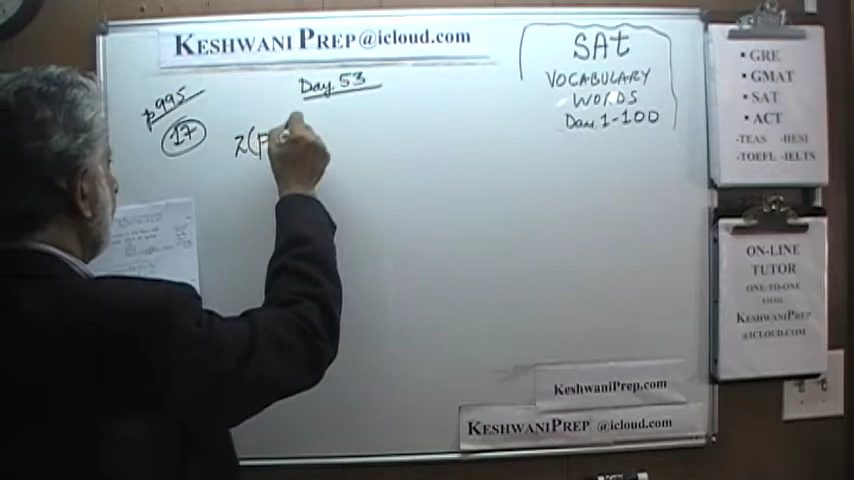 KESHWANI PREP@icloud.com
Day 53
p995
17
2(p
SAt
VOCABULARY
WORDS
Day 1-100
• GRE
• GMAT
• SAT
• ACT
-TEAS -HESI
-TOEFL -IELTS
ON-LINE
TUTOR
ONE-TO-ONE
KESHWANIPREP
@ICLOUD.COM
KeshwaniPrep.com
KESHWANIPREP @icloud.com